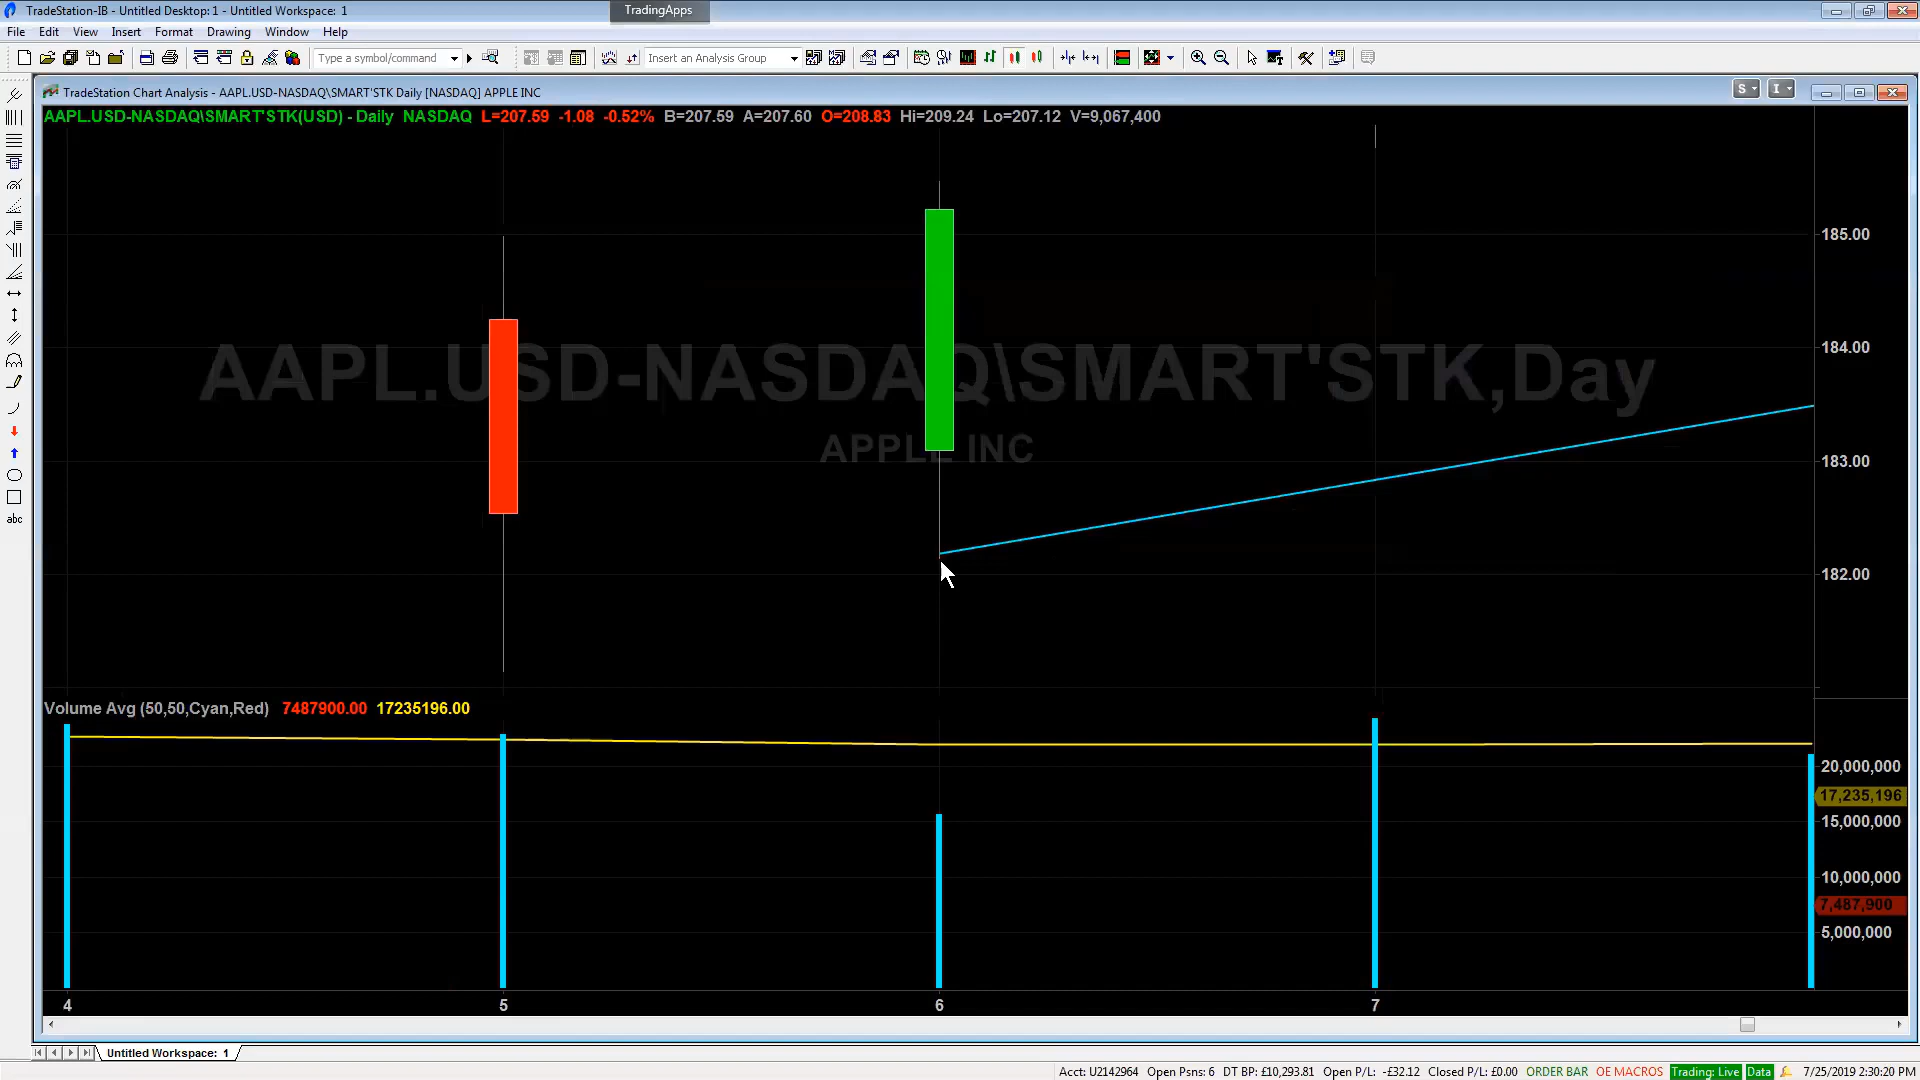 TradeStation-IB - Untitled Desktop: 1 - Untitled Workspace: 1
TradingApps
File Edit View Insert Format Drawing Window Help
Type a symbol/command
Insert an Analysis Group
TradeStation Chart Analysis - AAPL.USD-NASDAQ\SMART'STK Daily [NASDAQ] APPLE INC
S I
AAPL.USD-NASDAQ\SMART'STK(USD) - Daily NASDAQ L=207.59 -1.08 -0.52% B=207.59 A=207.60 O=208.83 Hi=209.24 Lo=207.12 V=9,067,400
185.00
184.00
AAPL.USD-NASDAQ\SMART'STK,Day
APPLE INC
183.00
182.00
abc
Volume Avg (50,50,Cyan,Red) 7487900.00 17235196.00
20,000,000
17,235,196
15,000,000
10,000,000
7,487,900
5,000,000
4 5 6 7
Untitled Workspace: 1
Acct: U2142964 Open Psns: 6 DT BP: £10,293.81 Open P/L: -£32.12 Closed P/L: £0.00 ORDER BAR OE MACROS Trading: Live Data 7/25/2019 2:30:20 PM